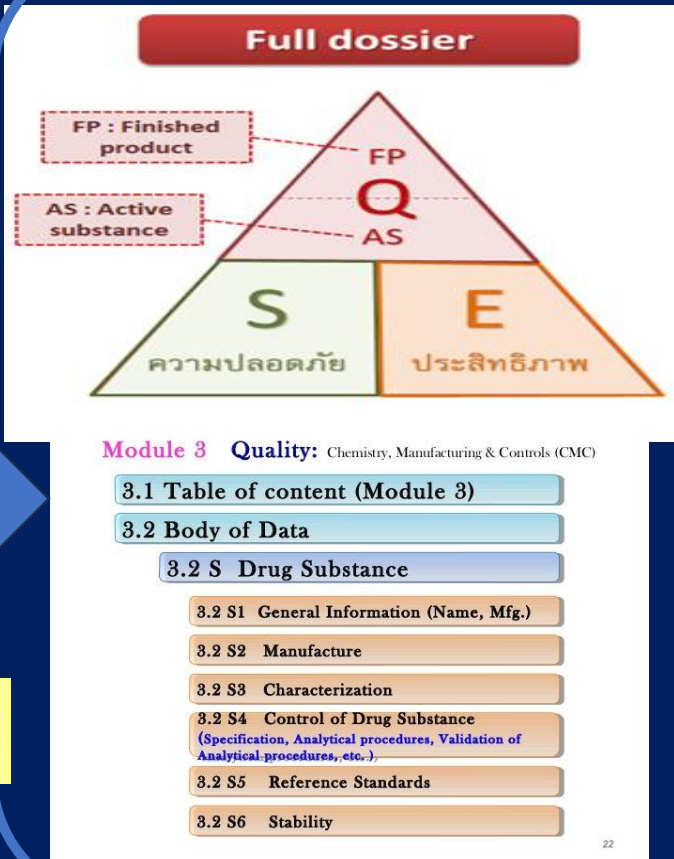 Full dossier
FP : Finished
product
FP
Q
AS : Active
substance
AS
S
E
ความปลอดภัย
ประสิทธิภาพ
Module 3 Quality: Chemistry, Manufacturing & Controls (CMC)
3.1 Table of content (Module 3)
3.2 Body of Data
3.2 S Drug Substance
3.2 S1 General Information (Name, Mfg.)
3.2 S2 Manufacture
3.2 S3 Characterization
3.2 S4 Control of Drug Substance
(Specification, Analytical procedures, Validation of
Analytical procedures, etc.)
3.2 S5 Reference Standards
3.2 S6 Stability
22